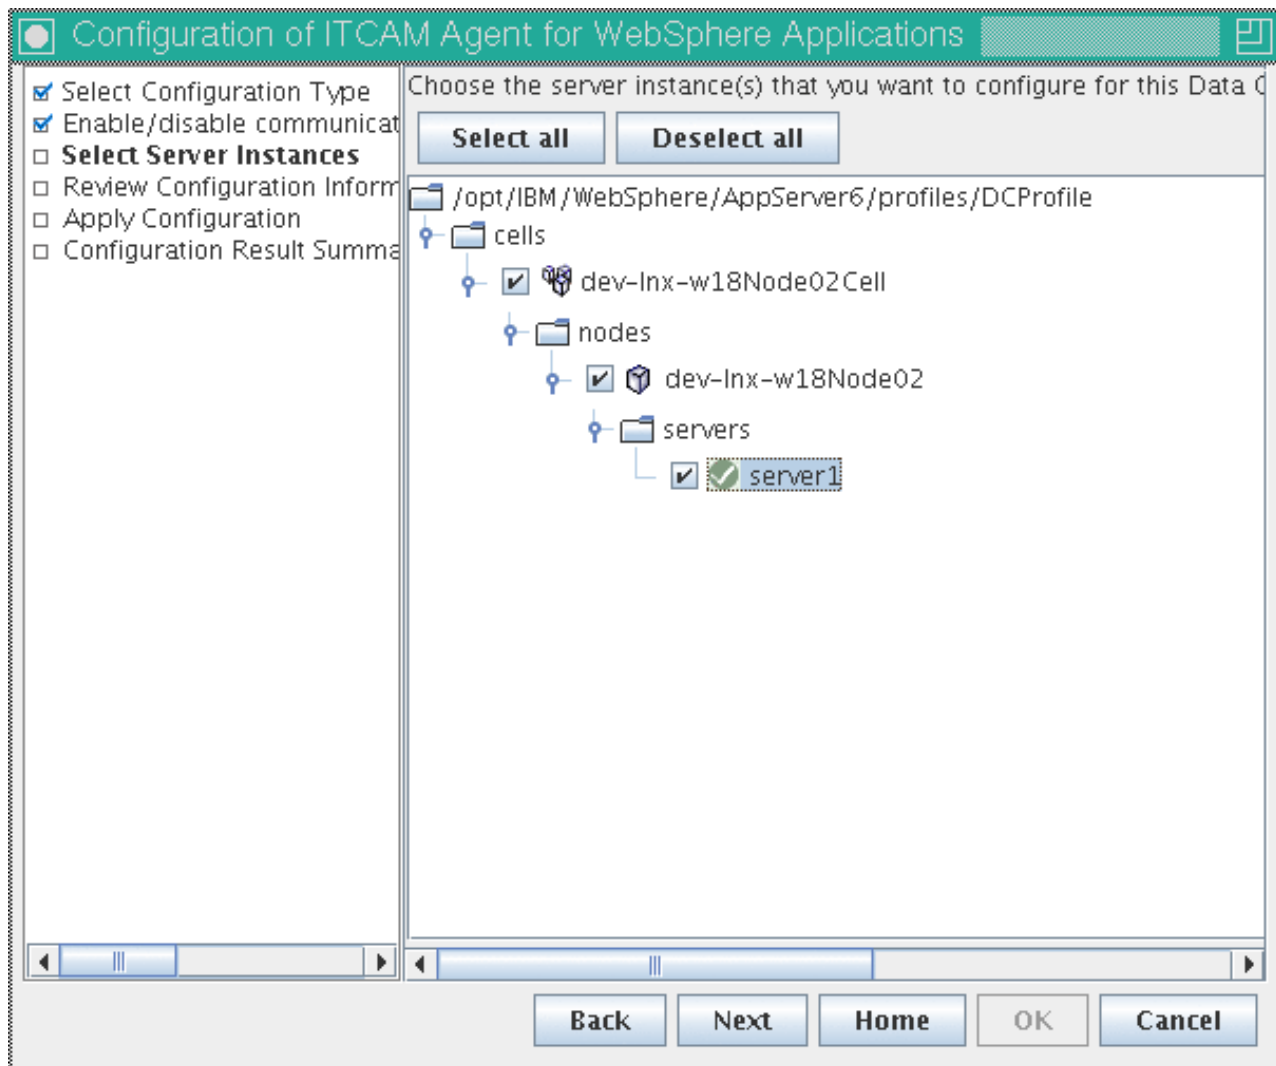 Configuration of ITCAM Agent for WebSphere Applications
Select Configuration Type
Enable/disable communicat
Select Server Instances
Review Configuration Inform
Apply Configuration
Configuration Result Summa
Choose the server instance(s) that you want to configure for this Data C
Select all
Deselect all
/opt/IBM/WebSphere/AppServer6/profiles/DCProfile
cells
dev-lnx-w18Node02Cell
nodes
dev-lnx-w18Node02
servers
server1
Back
Next
Home
OK
Cancel